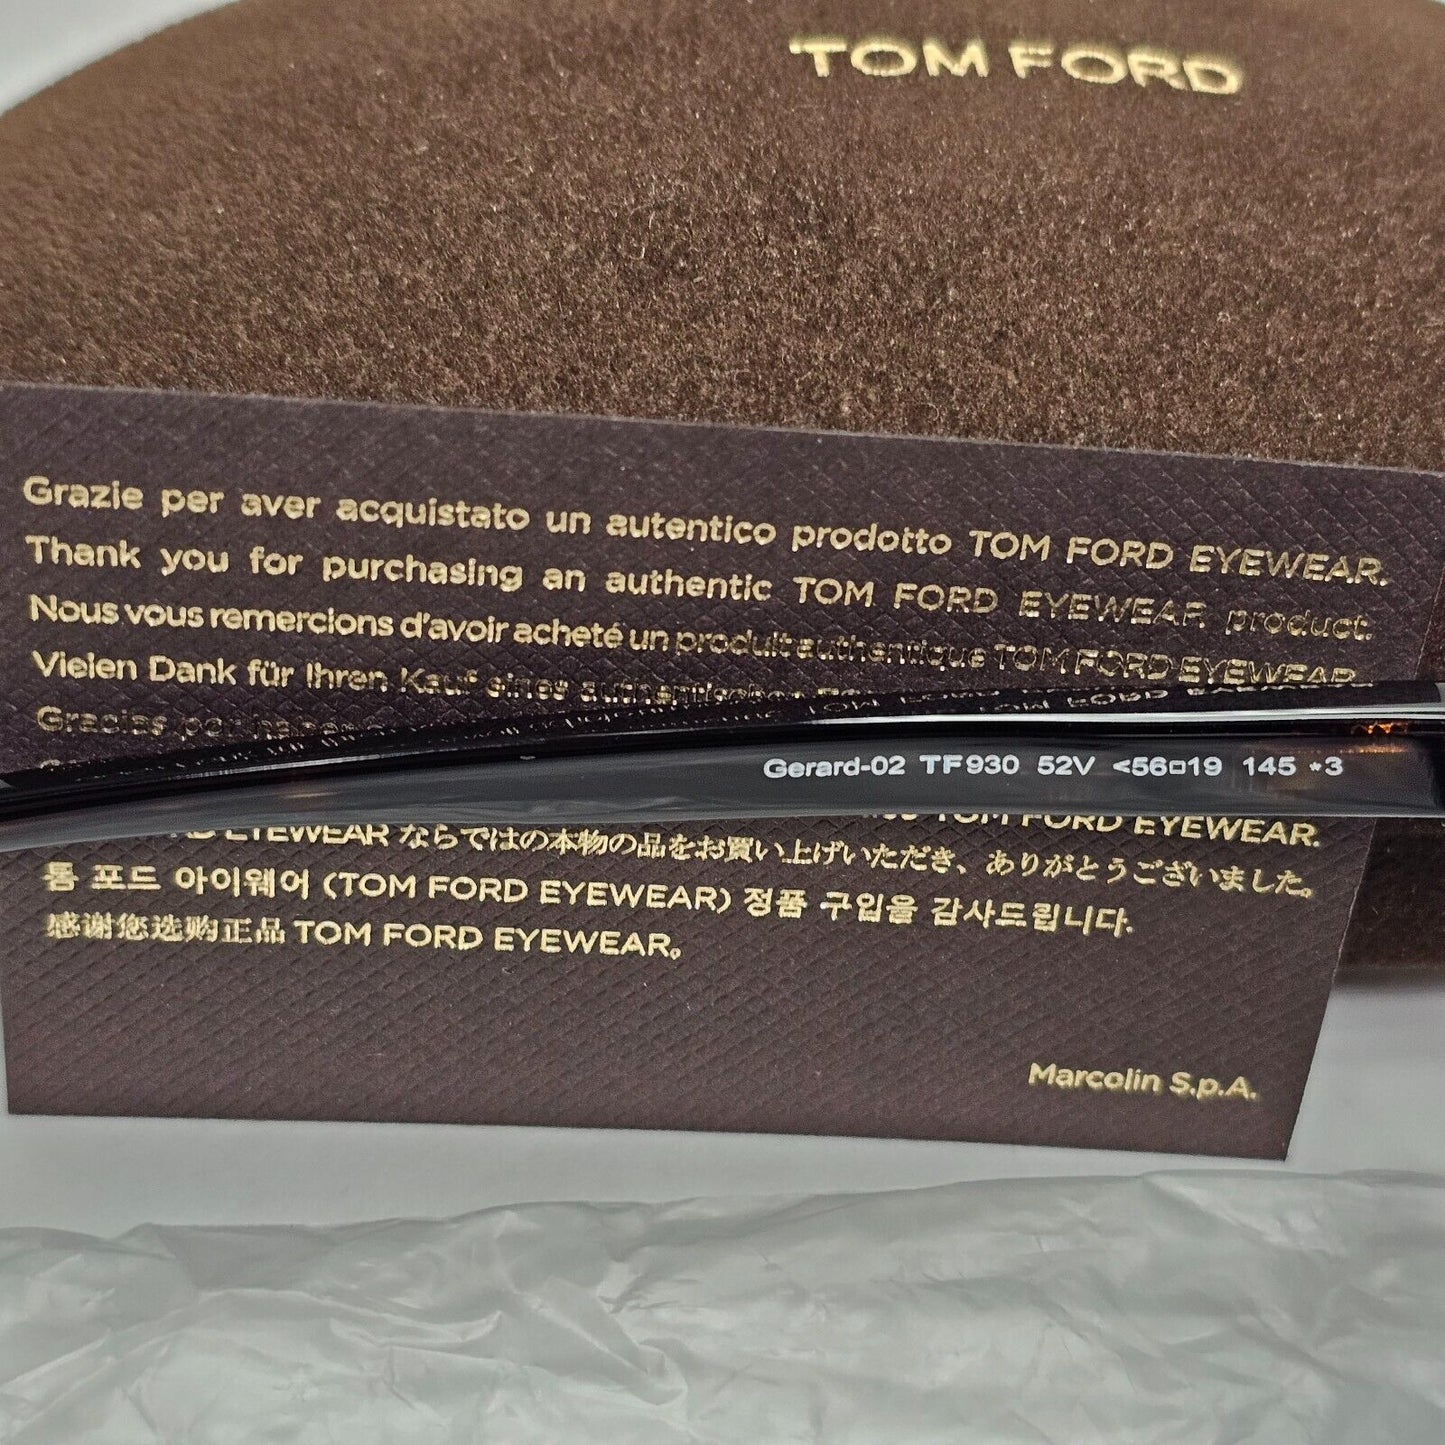 TOM FORD
Grazie per aver acquistato un autentico prodotto TOM FORD EYEWEAR.
Thank you for purchasing an authentic TOM FORD EYEWEAR product.
Nous vous remercions d'avoir acheté un produit authentique TOM FORD EYEWEAR.
Vielen Dank für Ihren Kauf eines authentischen
Gracias por haber
Gerard-02 TF930 52V <56□19 145 *3
TOM FORD EYEWEAR.
EYEWEAR ならではの本物の品をお買い上げいただき、ありがとうございました。
톰 포드 아이웨어 (TOM FORD EYEWEAR) 정품 구입을 감사드립니다.
感谢您选购正品 TOM FORD EYEWEAR。
Marcolin S.p.A.